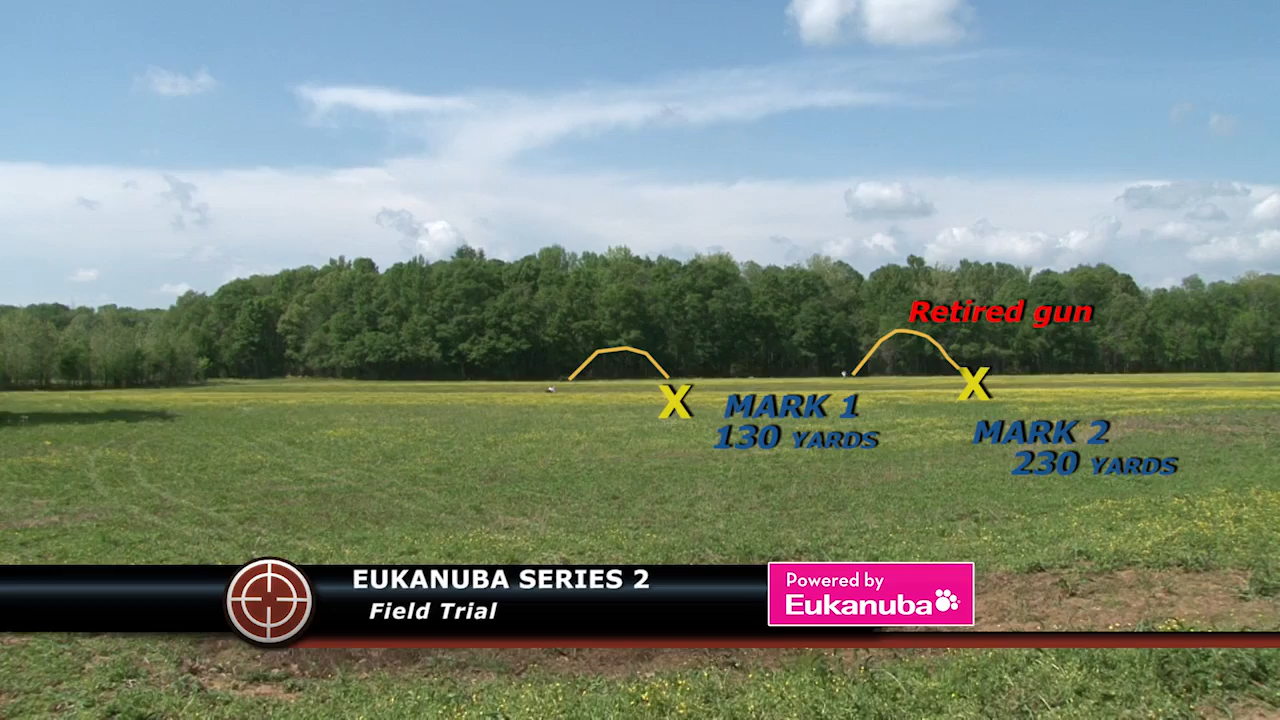 Retired gun
X
MARK 1
130 YARDS
X
MARK 2
230 YARDS
EUKANUBA SERIES 2
Field Trial
Powered by
Eukanuba